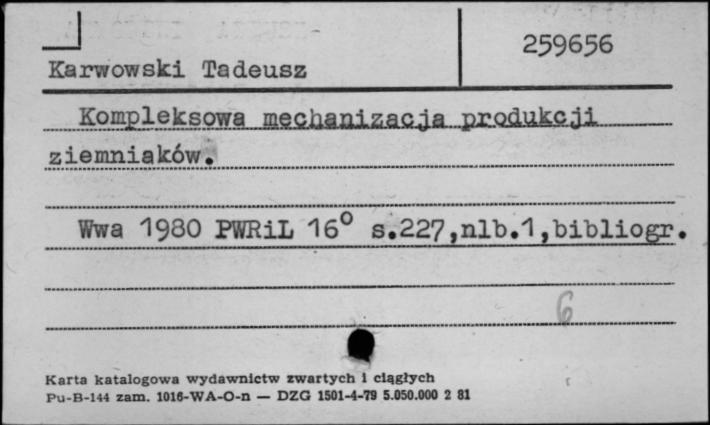 259656
Karwowski Tadeusz
Kompleksowa mechanizacja produkcji
ziemniaków.
Wwa 1980 PWRiL 16° s.227,nlb.1,bibliogr.
6
Karta katalogowa wydawnictw zwartych i ciągłych
Pu-B-144 zam. 1016-WA-O-n — DZG 1501-4-79 5.050.000 2 81